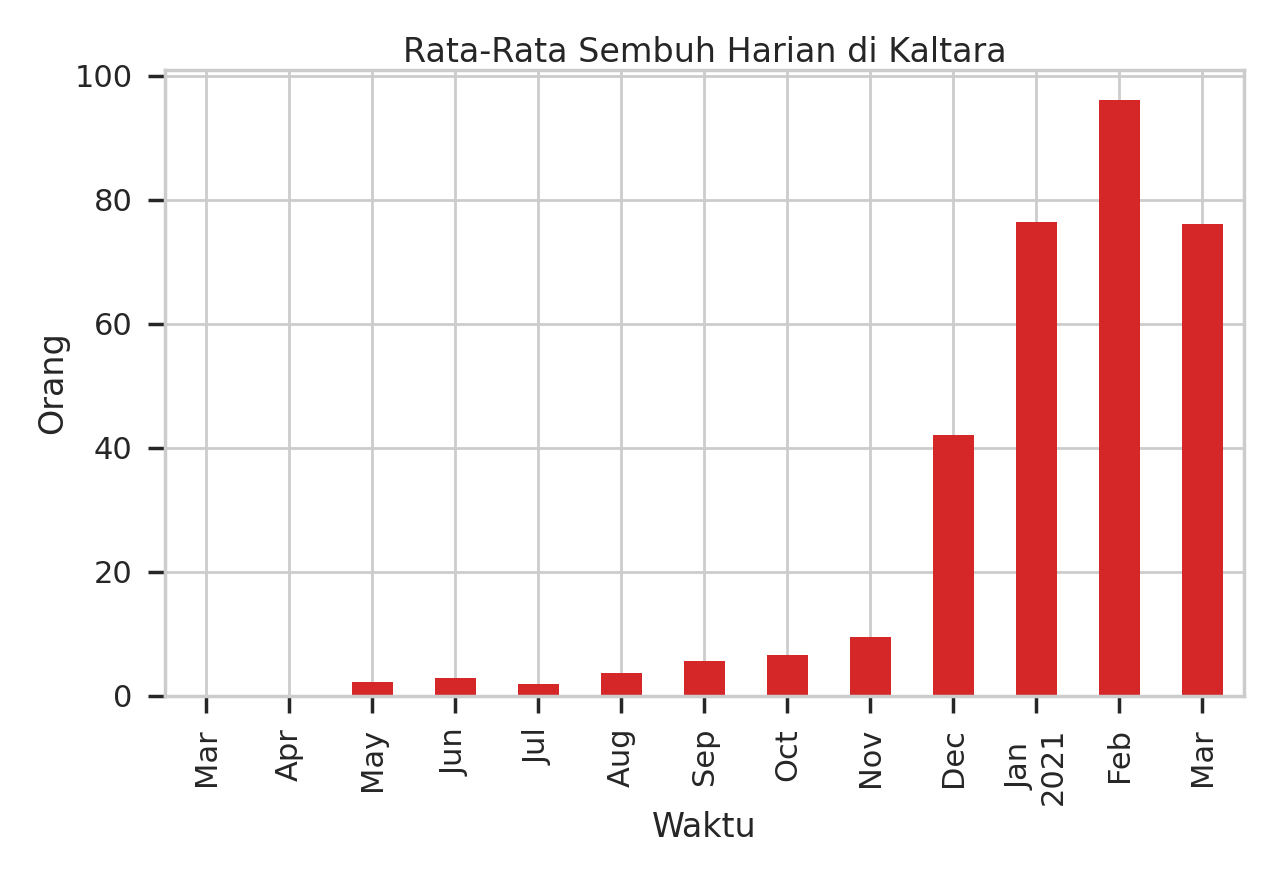 Rata-Rata Sembuh Harian di Kaltara
100
80
60
40
20
0
Orang
Mar
Apr
May
Jun
Jul
Aug
Sep
Oct
Nov
Dec
Jan
2021
Feb
Mar
Waktu